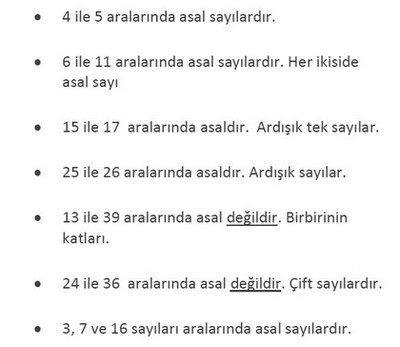 • 4 ile 5 aralarında asal sayılardır.
• 6 ile 11 aralarında asal sayılardır. Her ikiside
asal sayı
• 15 ile 17 aralarında asaldır. Ardışık tek sayılar.
• 25 ile 26 aralarında asaldır. Ardışık sayılar.
• 13 ile 39 aralarında asal değildir. Birbirinin
katları.
• 24 ile 36 aralarında asal değildir. Çift sayılardır.
• 3, 7 ve 16 sayıları aralarında asal sayılardır.